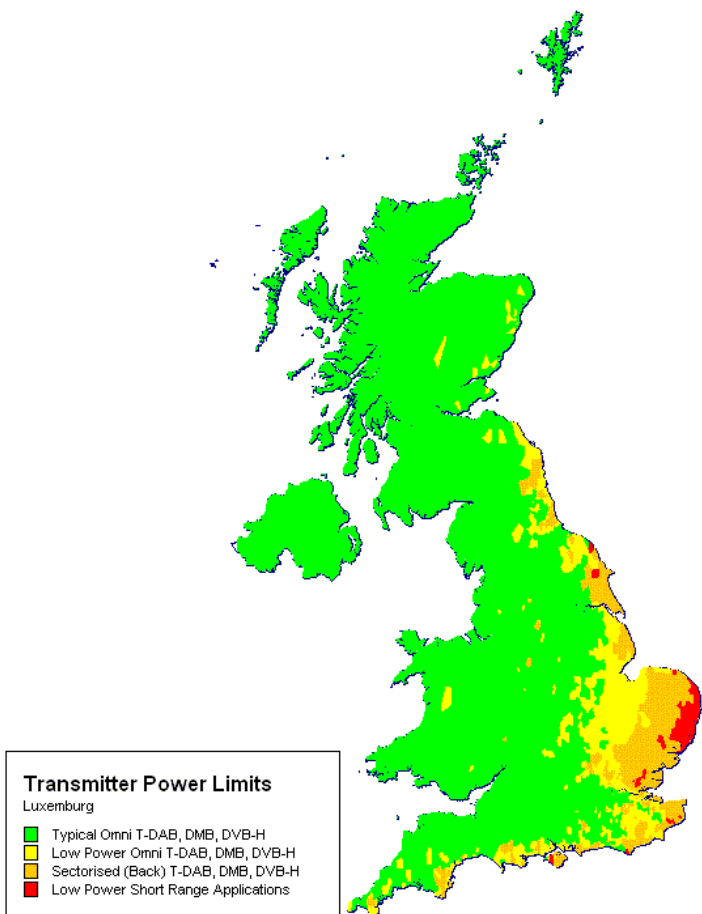 Transmitter Power Limits
Luxemburg
Typical Omni T-DAB, DMB, DVB-H
Low Power Omni T-DAB, DMB, DVB-H
Sectorised (Back) T-DAB, DMB, DVB-H
Low Power Short Range Applications